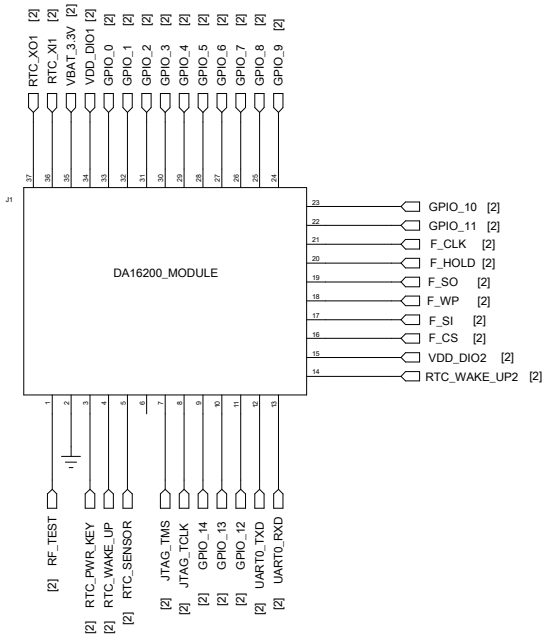 RTC_XO1 [2]
RTC_XI1 [2]
VBAT_3.3V [2]
VDD_DIO1 [2]
GPIO_0 [2]
GPIO_1 [2]
GPIO_2 [2]
GPIO_3 [2]
GPIO_4 [2]
GPIO_5 [2]
GPIO_6 [2]
GPIO_7 [2]
GPIO_8 [2]
GPIO_9 [2]
37
36
35
34
33
32
31
30
29
28
27
26
25
24
J1
DA16200_MODULE
23 GPIO_10 [2]
22 GPIO_11 [2]
21 F_CLK [2]
20 F_HOLD [2]
19 F_SO [2]
18 F_WP [2]
17 F_SI [2]
16 F_CS [2]
15 VDD_DIO2 [2]
14 RTC_WAKE_UP2 [2]
1
2
3
4
5
6
7
8
9
10
11
12
13
[2] RF_TEST
[2] RTC_PWR_KEY
[2] RTC_WAKE_UP
[2] RTC_SENSOR
[2] JTAG_TMS
[2] JTAG_TCLK
[2] GPIO_14
[2] GPIO_13
[2] GPIO_12
[2] UART0_TXD
[2] UART0_RXD